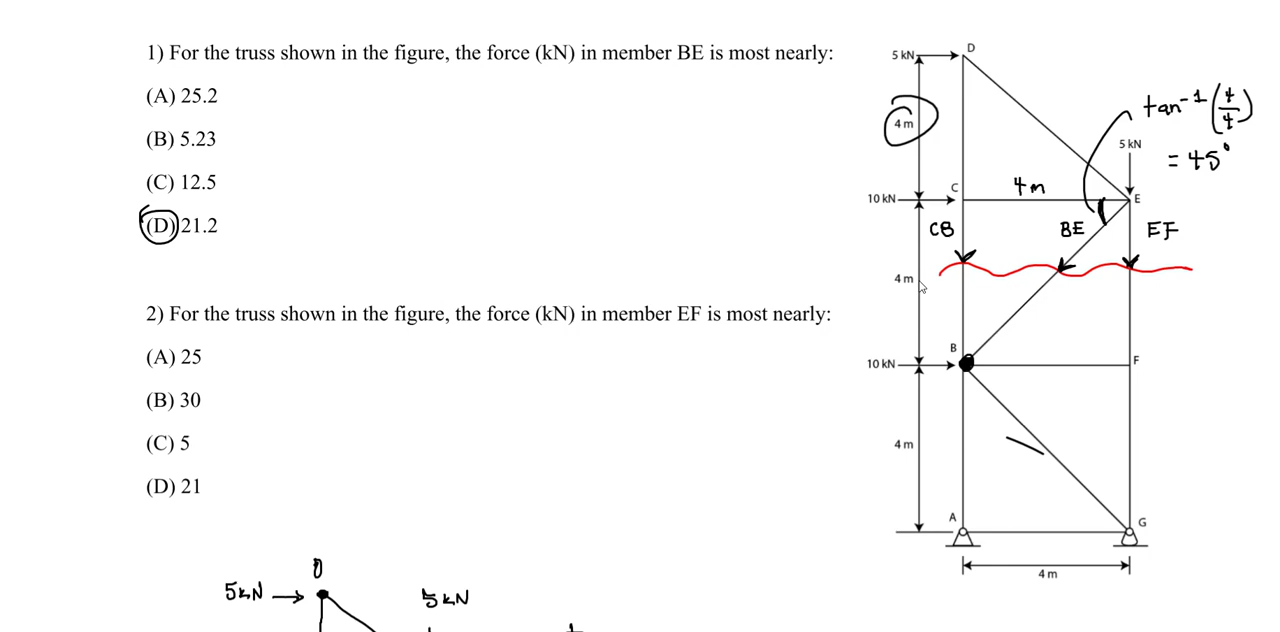 1) For the truss shown in the figure, the force (kN) in member BE is most nearly:
(A) 25.2
(B) 5.23
(C) 12.5
(D) 21.2
2) For the truss shown in the figure, the force (kN) in member EF is most nearly:
(A) 25
(B) 30
(C) 5
(D) 21
5 kN
D
4 m
tan⁻¹(4/4)
= 45°
5 kN
10 kN
C
4m
E
CB
BE
EF
4 m
B
10 kN
F
4 m
A
G
4 m
D
5kN
5 kN